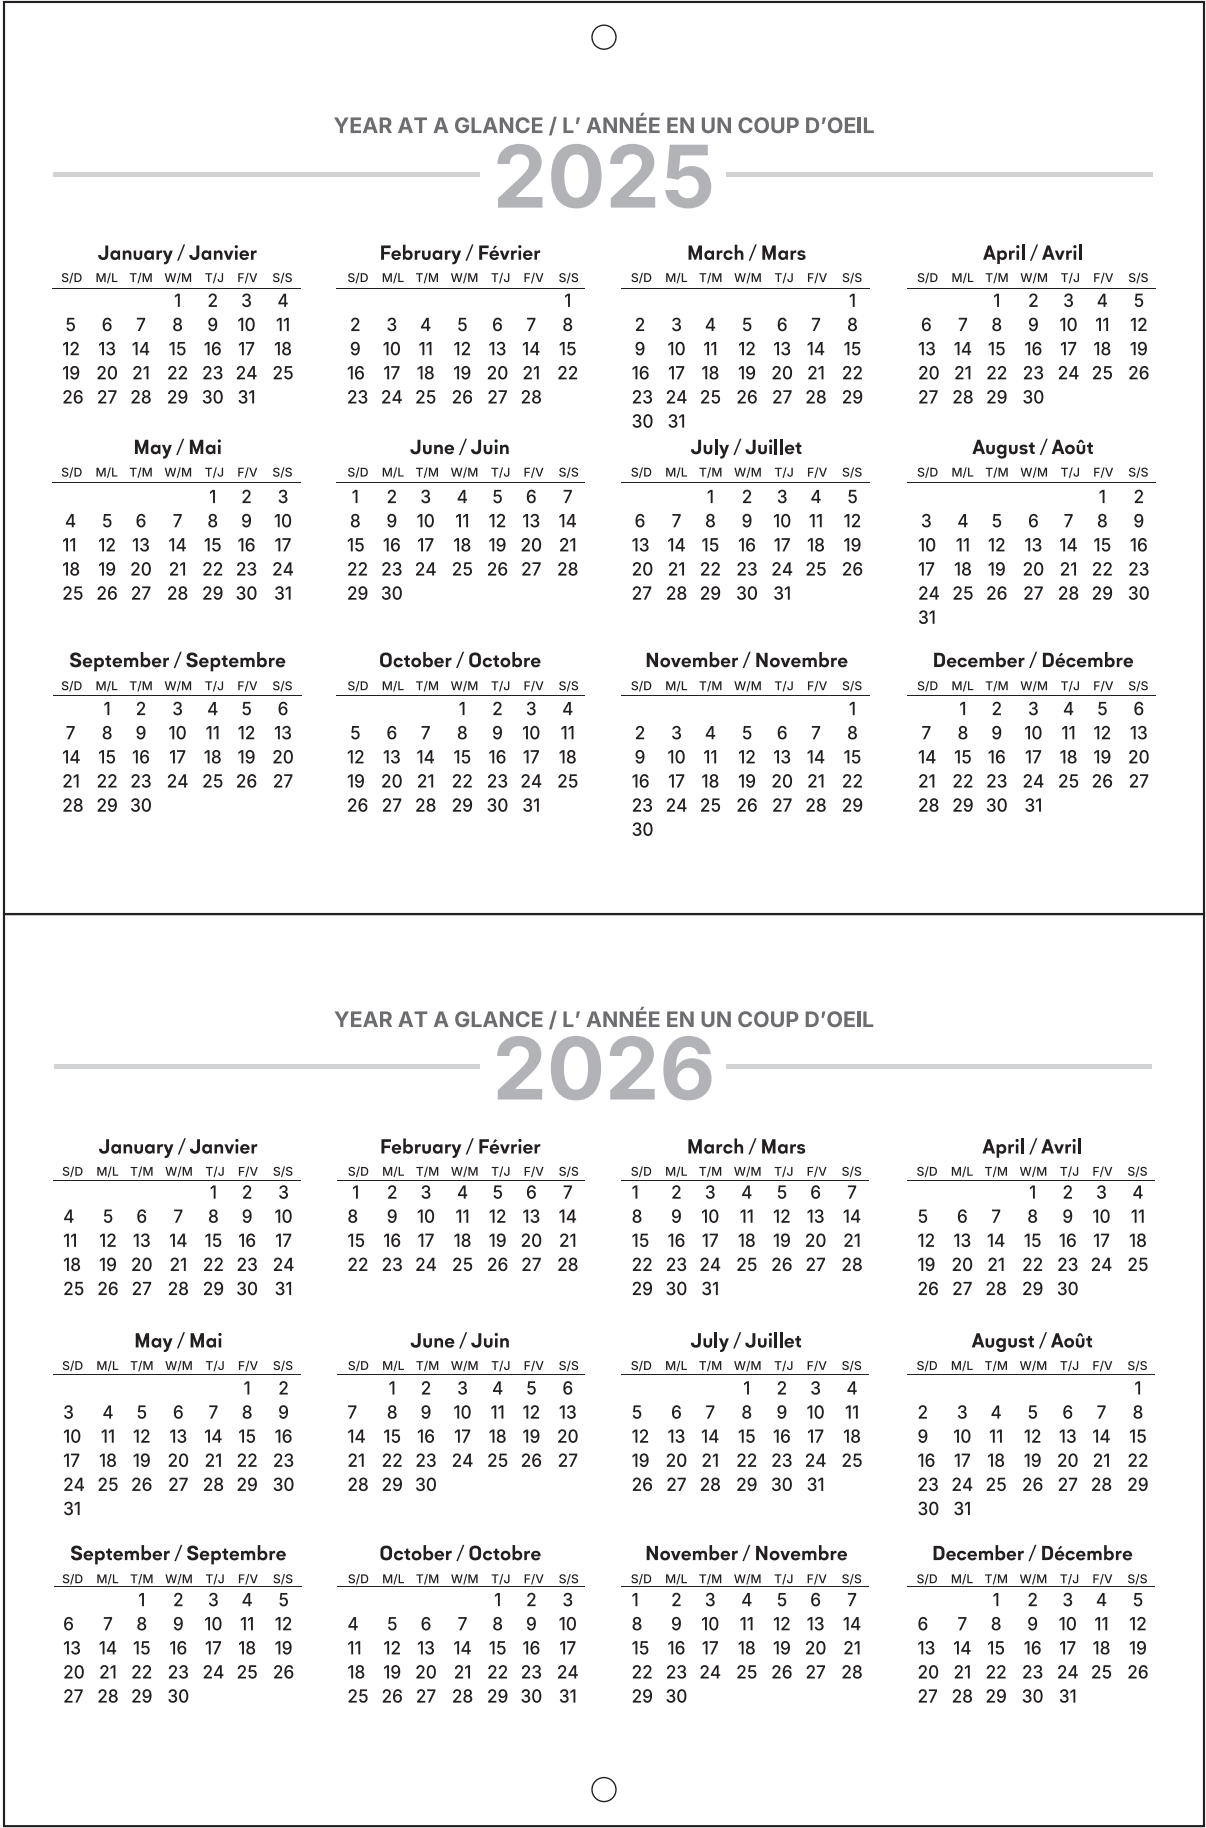 YEAR AT A GLANCE / L’ ANNÉE EN UN COUP D’OEIL
2025
January / Janvier
S/D M/L T/M W/M T/J F/V S/S
1 2 3 4
5 6 7 8 9 10 11
12 13 14 15 16 17 18
19 20 21 22 23 24 25
26 27 28 29 30 31
February / Février
S/D M/L T/M W/M T/J F/V S/S
1
2 3 4 5 6 7 8
9 10 11 12 13 14 15
16 17 18 19 20 21 22
23 24 25 26 27 28
March / Mars
S/D M/L T/M W/M T/J F/V S/S
1
2 3 4 5 6 7 8
9 10 11 12 13 14 15
16 17 18 19 20 21 22
23 24 25 26 27 28 29
30 31
April / Avril
S/D M/L T/M W/M T/J F/V S/S
1 2 3 4 5
6 7 8 9 10 11 12
13 14 15 16 17 18 19
20 21 22 23 24 25 26
27 28 29 30
May / Mai
S/D M/L T/M W/M T/J F/V S/S
1 2 3
4 5 6 7 8 9 10
11 12 13 14 15 16 17
18 19 20 21 22 23 24
25 26 27 28 29 30 31
June / Juin
S/D M/L T/M W/M T/J F/V S/S
1 2 3 4 5 6 7
8 9 10 11 12 13 14
15 16 17 18 19 20 21
22 23 24 25 26 27 28
29 30
July / Juillet
S/D M/L T/M W/M T/J F/V S/S
1 2 3 4 5
6 7 8 9 10 11 12
13 14 15 16 17 18 19
20 21 22 23 24 25 26
27 28 29 30 31
August / Août
S/D M/L T/M W/M T/J F/V S/S
1 2
3 4 5 6 7 8 9
10 11 12 13 14 15 16
17 18 19 20 21 22 23
24 25 26 27 28 29 30
31
September / Septembre
S/D M/L T/M W/M T/J F/V S/S
1 2 3 4 5 6
7 8 9 10 11 12 13
14 15 16 17 18 19 20
21 22 23 24 25 26 27
28 29 30
October / Octobre
S/D M/L T/M W/M T/J F/V S/S
1 2 3 4
5 6 7 8 9 10 11
12 13 14 15 16 17 18
19 20 21 22 23 24 25
26 27 28 29 30 31
November / Novembre
S/D M/L T/M W/M T/J F/V S/S
1
2 3 4 5 6 7 8
9 10 11 12 13 14 15
16 17 18 19 20 21 22
23 24 25 26 27 28 29
30
December / Décembre
S/D M/L T/M W/M T/J F/V S/S
1 2 3 4 5 6
7 8 9 10 11 12 13
14 15 16 17 18 19 20
21 22 23 24 25 26 27
28 29 30 31
YEAR AT A GLANCE / L’ ANNÉE EN UN COUP D’OEIL
2026
January / Janvier
S/D M/L T/M W/M T/J F/V S/S
1 2 3
4 5 6 7 8 9 10
11 12 13 14 15 16 17
18 19 20 21 22 23 24
25 26 27 28 29 30 31
February / Février
S/D M/L T/M W/M T/J F/V S/S
1 2 3 4 5 6 7
8 9 10 11 12 13 14
15 16 17 18 19 20 21
22 23 24 25 26 27 28
March / Mars
S/D M/L T/M W/M T/J F/V S/S
1 2 3 4 5 6 7
8 9 10 11 12 13 14
15 16 17 18 19 20 21
22 23 24 25 26 27 28
29 30 31
April / Avril
S/D M/L T/M W/M T/J F/V S/S
1 2 3 4
5 6 7 8 9 10 11
12 13 14 15 16 17 18
19 20 21 22 23 24 25
26 27 28 29 30
May / Mai
S/D M/L T/M W/M T/J F/V S/S
1 2
3 4 5 6 7 8 9
10 11 12 13 14 15 16
17 18 19 20 21 22 23
24 25 26 27 28 29 30
31
June / Juin
S/D M/L T/M W/M T/J F/V S/S
1 2 3 4 5 6
7 8 9 10 11 12 13
14 15 16 17 18 19 20
21 22 23 24 25 26 27
28 29 30
July / Juillet
S/D M/L T/M W/M T/J F/V S/S
1 2 3 4
5 6 7 8 9 10 11
12 13 14 15 16 17 18
19 20 21 22 23 24 25
26 27 28 29 30 31
August / Août
S/D M/L T/M W/M T/J F/V S/S
1
2 3 4 5 6 7 8
9 10 11 12 13 14 15
16 17 18 19 20 21 22
23 24 25 26 27 28 29
30 31
September / Septembre
S/D M/L T/M W/M T/J F/V S/S
1 2 3 4 5
6 7 8 9 10 11 12
13 14 15 16 17 18 19
20 21 22 23 24 25 26
27 28 29 30
October / Octobre
S/D M/L T/M W/M T/J F/V S/S
1 2 3
4 5 6 7 8 9 10
11 12 13 14 15 16 17
18 19 20 21 22 23 24
25 26 27 28 29 30 31
November / Novembre
S/D M/L T/M W/M T/J F/V S/S
1 2 3 4 5 6 7
8 9 10 11 12 13 14
15 16 17 18 19 20 21
22 23 24 25 26 27 28
29 30
December / Décembre
S/D M/L T/M W/M T/J F/V S/S
1 2 3 4 5
6 7 8 9 10 11 12
13 14 15 16 17 18 19
20 21 22 23 24 25 26
27 28 29 30 31